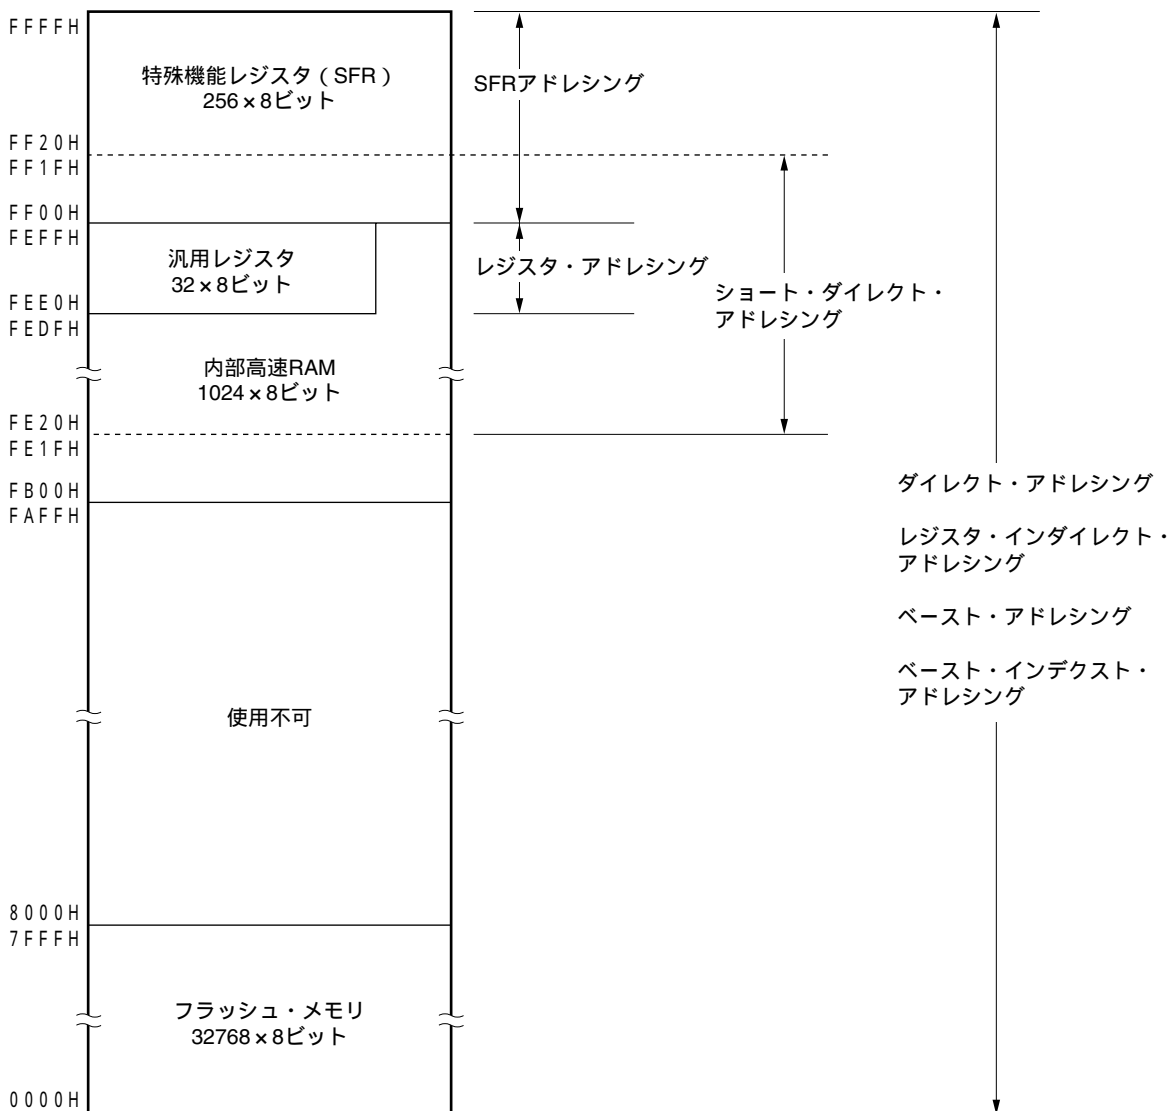 FFFFH
特殊機能レジスタ（SFR）
256×8ビット
SFRアドレシング
FF20H
FF1FH
FF00H
FEFFH
汎用レジスタ
32×8ビット
レジスタ・アドレシング
ショート・ダイレクト・
アドレシング
FEE0H
FEDFH
内部高速RAM
1024×8ビット
FE20H
FE1FH
FB00H
FAFFH
ダイレクト・アドレシング
レジスタ・インダイレクト・
アドレシング
ベースト・アドレシング
ベースト・インデクスト・
アドレシング
使用不可
8000H
7FFFH
フラッシュ・メモリ
32768×8ビット
0000H